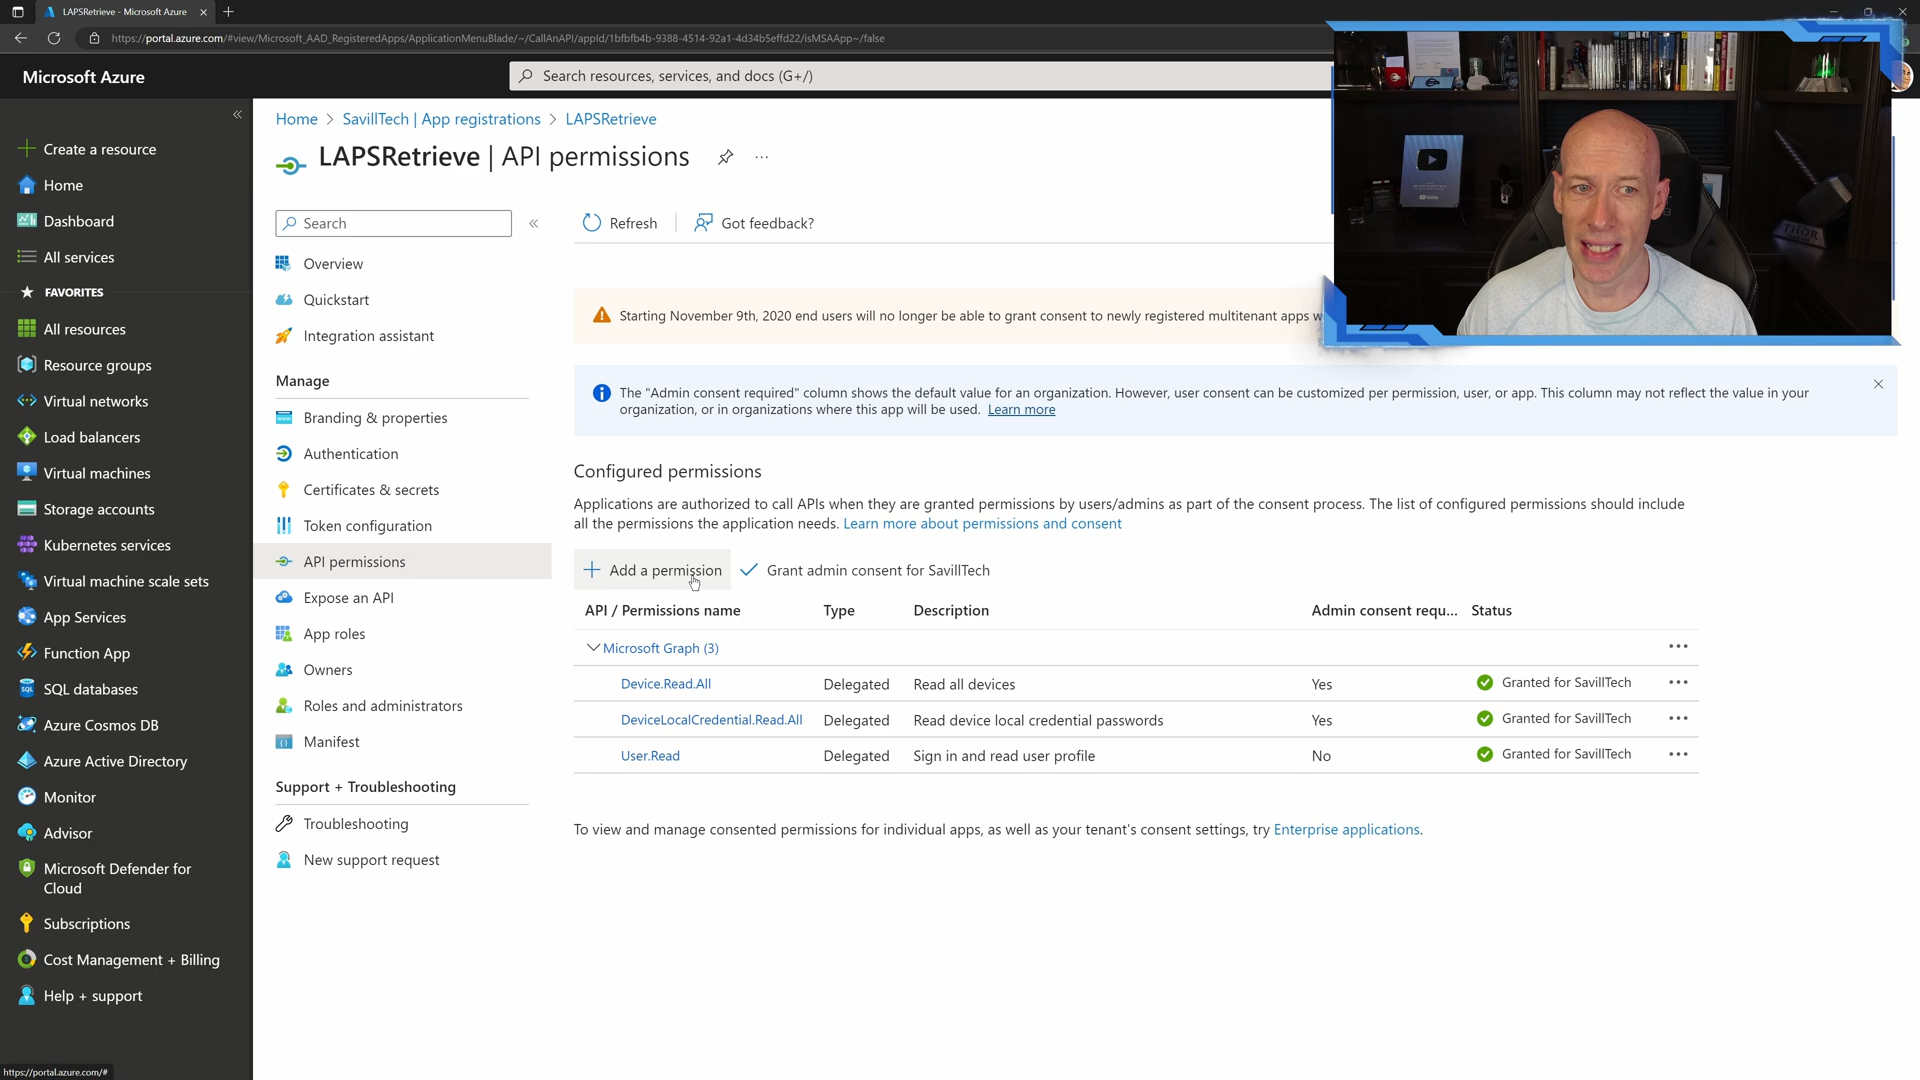 LAPSRetrieve - Microsoft Azure
https://portal.azure.com/#view/Microsoft_AAD_RegisteredApps/ApplicationMenuBlade/~/CallAnAPI/appId/1bfbfb4b-9388-4514-92a1-4d34b5effd22/isMSAApp~/false
Microsoft Azure
Search resources, services, and docs (G+/)
Create a resource
Home
Dashboard
All services
FAVORITES
All resources
Resource groups
Virtual networks
Load balancers
Virtual machines
Storage accounts
Kubernetes services
Virtual machine scale sets
App Services
Function App
SQL databases
Azure Cosmos DB
Azure Active Directory
Monitor
Advisor
Microsoft Defender for
Cloud
Subscriptions
Cost Management + Billing
Help + support
https://portal.azure.com/#
Home > SavillTech | App registrations > LAPSRetrieve
LAPSRetrieve | API permissions
Search
Overview
Quickstart
Integration assistant
Manage
Branding & properties
Authentication
Certificates & secrets
Token configuration
API permissions
Expose an API
App roles
Owners
Roles and administrators
Manifest
Support + Troubleshooting
Troubleshooting
New support request
Refresh
Got feedback?
Starting November 9th, 2020 end users will no longer be able to grant consent to newly registered multitenant apps w
The "Admin consent required" column shows the default value for an organization. However, user consent can be customized per permission, user, or app. This column may not reflect the value in your
organization, or in organizations where this app will be used. Learn more
Configured permissions
Applications are authorized to call APIs when they are granted permissions by users/admins as part of the consent process. The list of configured permissions should include
all the permissions the application needs. Learn more about permissions and consent
Add a permission
Grant admin consent for SavillTech
API / Permissions name Type Description Admin consent requ... Status
Microsoft Graph (3)
Device.Read.All Delegated Read all devices Yes Granted for SavillTech
DeviceLocalCredential.Read.All Delegated Read device local credential passwords Yes Granted for SavillTech
User.Read Delegated Sign in and read user profile No Granted for SavillTech
To view and manage consented permissions for individual apps, as well as your tenant's consent settings, try Enterprise applications.
YouTube
THOR